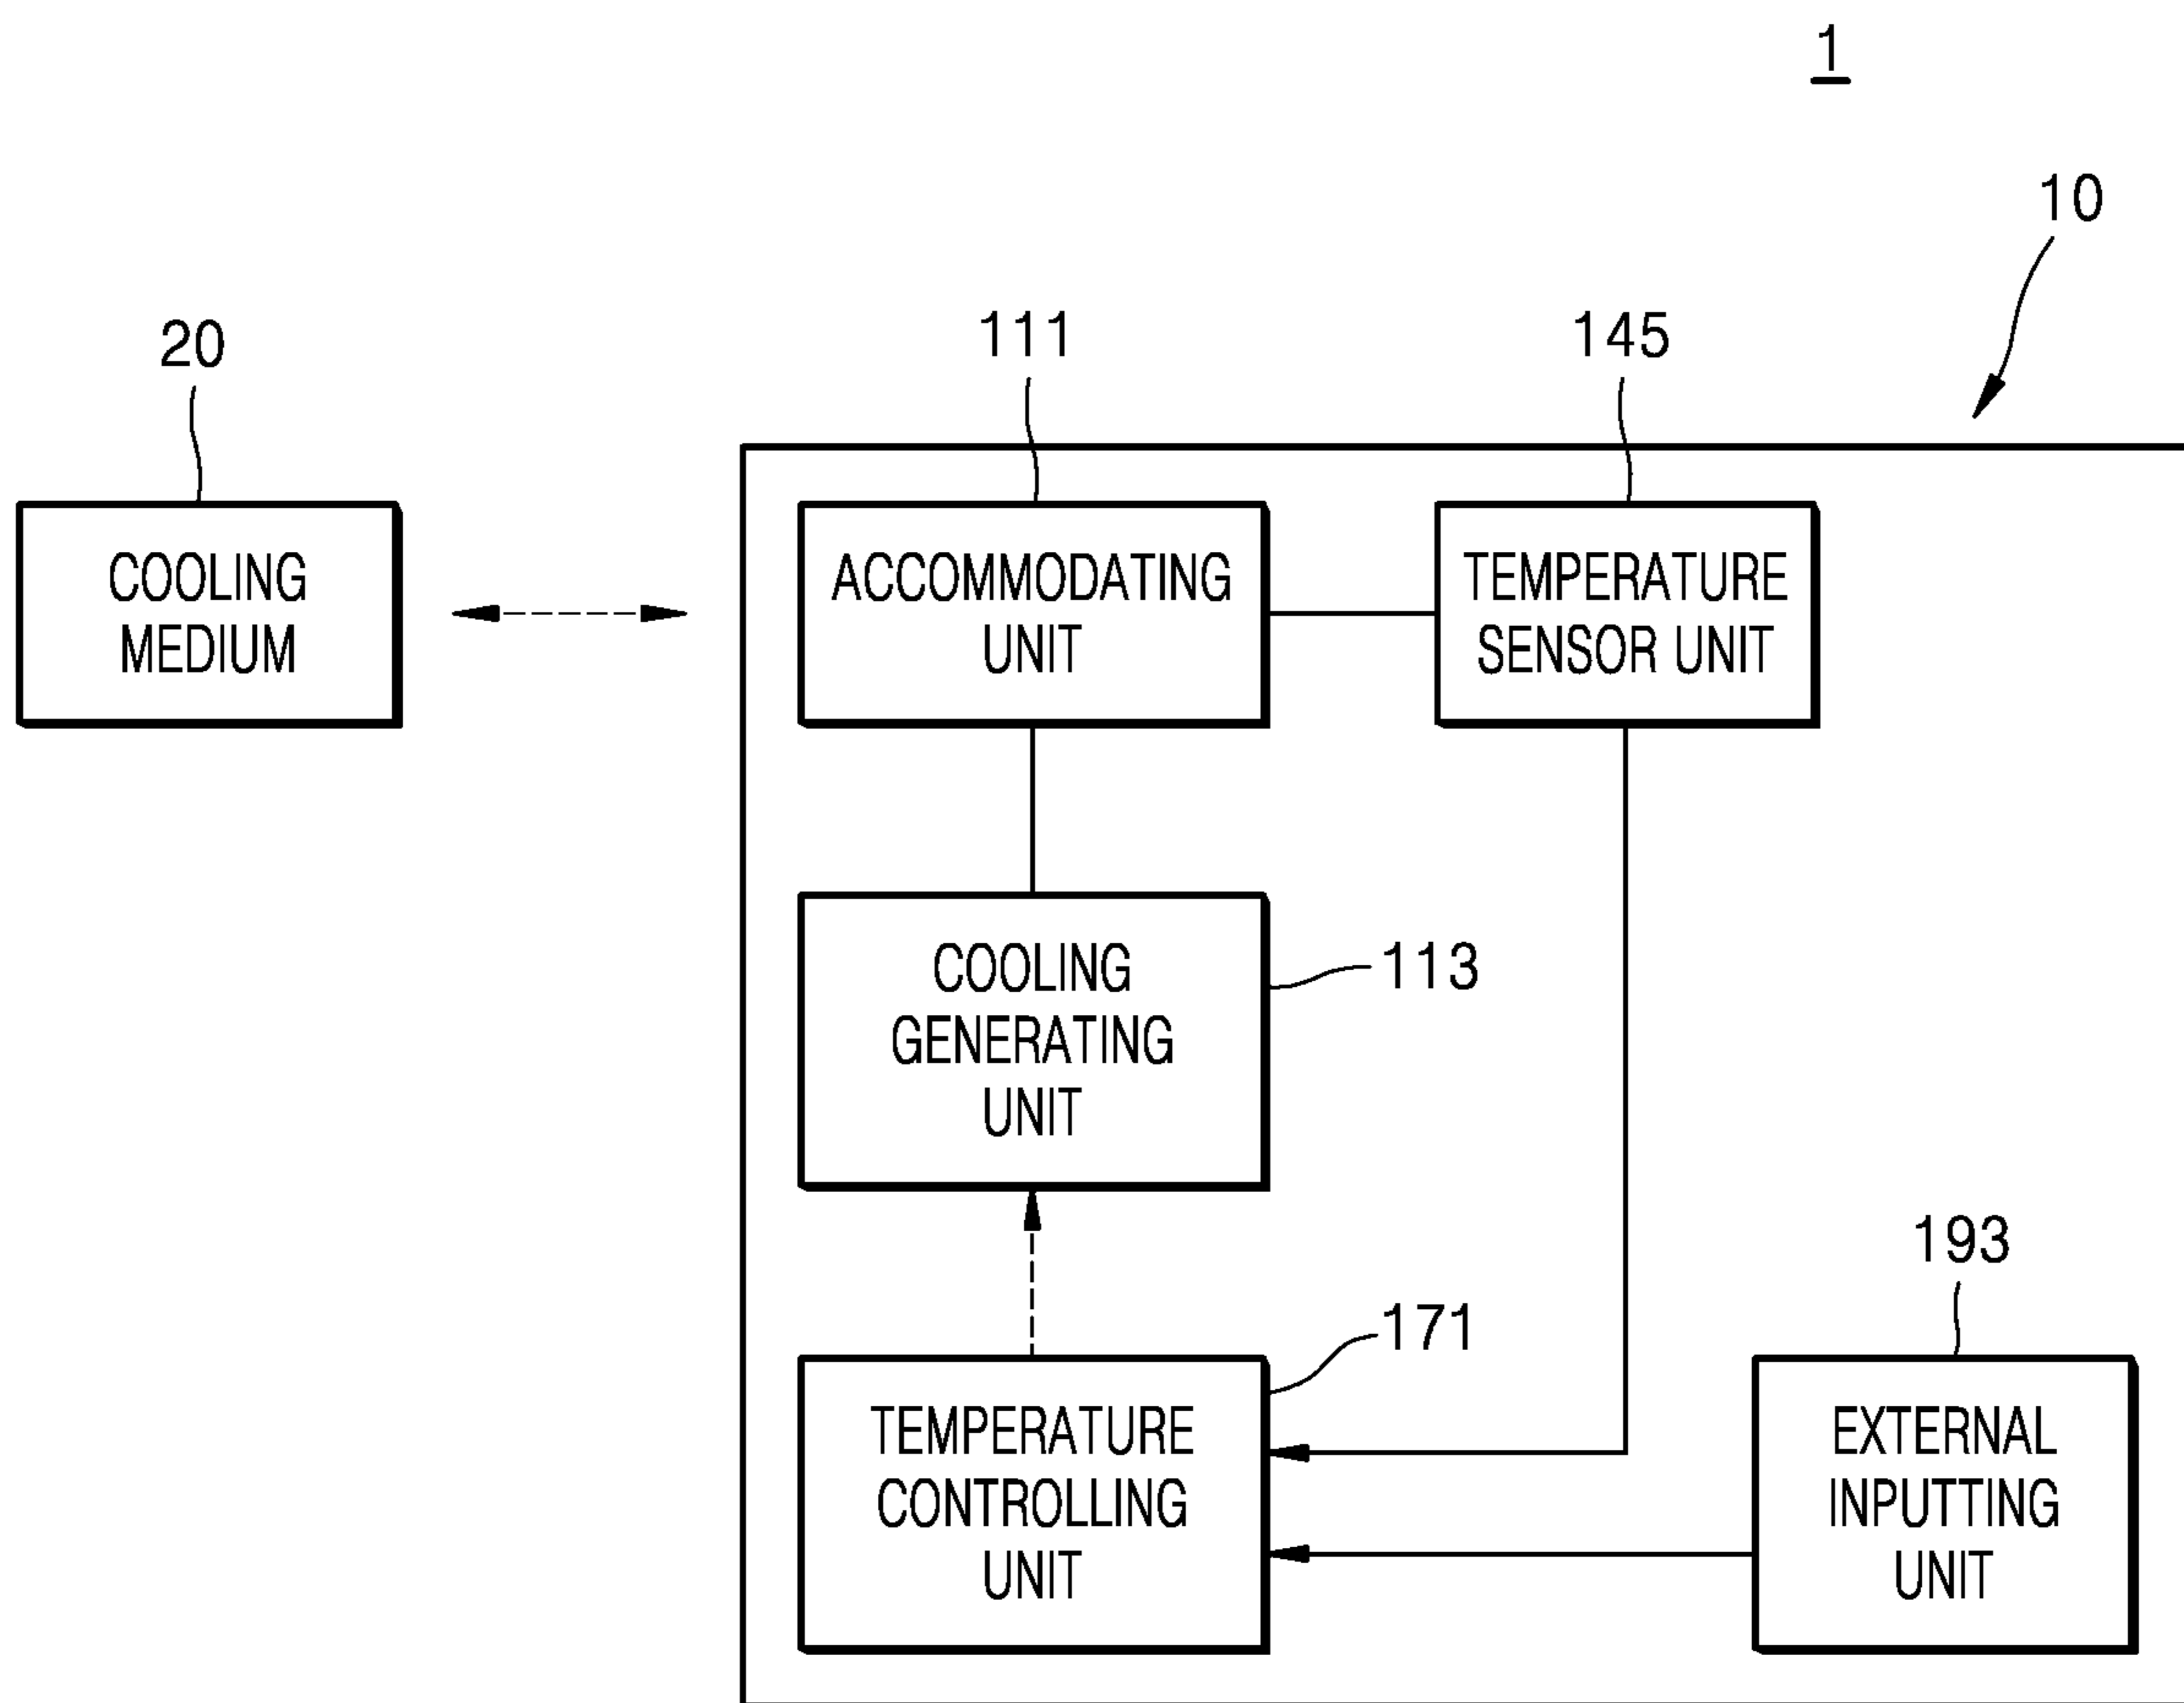 1
10
20
111
145
COOLING
MEDIUM
ACCOMMODATING
UNIT
TEMPERATURE
SENSOR UNIT
COOLING
GENERATING
UNIT
113
193
171
TEMPERATURE
CONTROLLING
UNIT
EXTERNAL
INPUTTING
UNIT